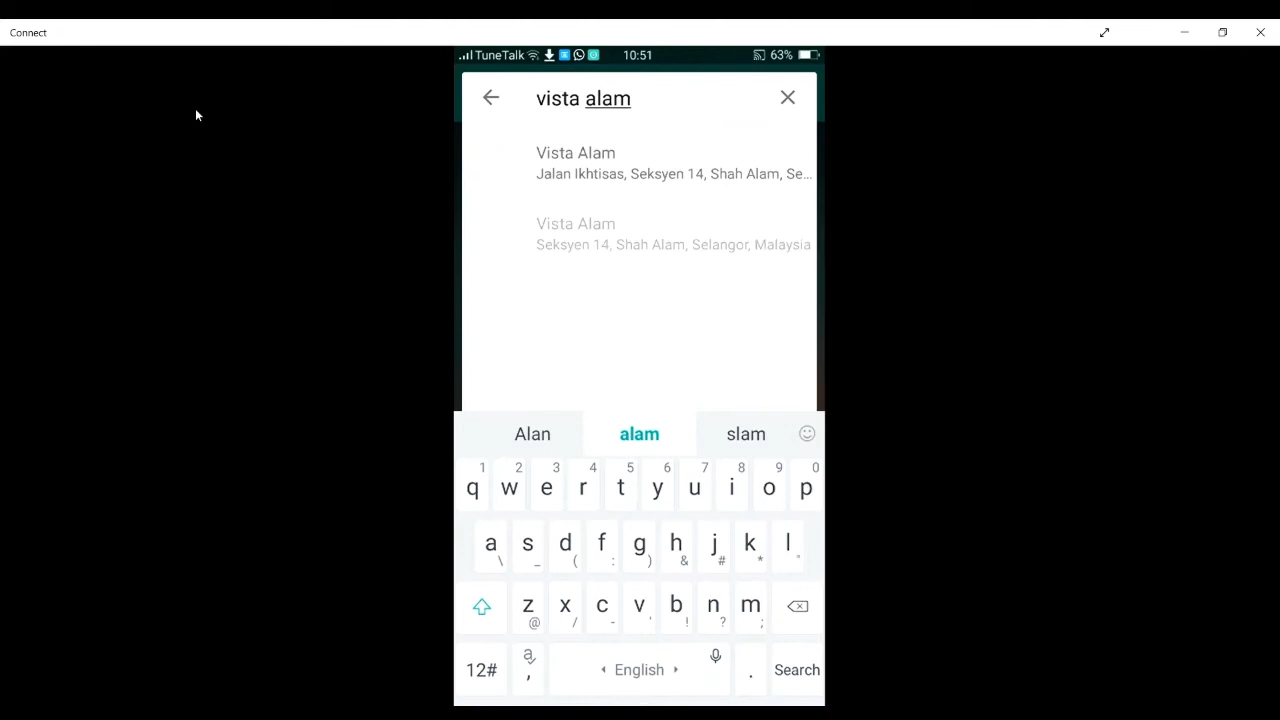 Connect
TuneTalk 10:51 63%
vista alam
Vista Alam
Jalan Ikhtisas, Seksyen 14, Shah Alam, Se...
Vista Alam
Seksyen 14, Shah Alam, Selangor, Malaysia
Alan alam slam
1 2 3 4 5 6 7 8 9 0
q w e r t y u i o p
a s d f g h j k l
\ _ ( : ) & # * "
z x c v b n m
@ / - ' ! ? ;
12# a , English . Search